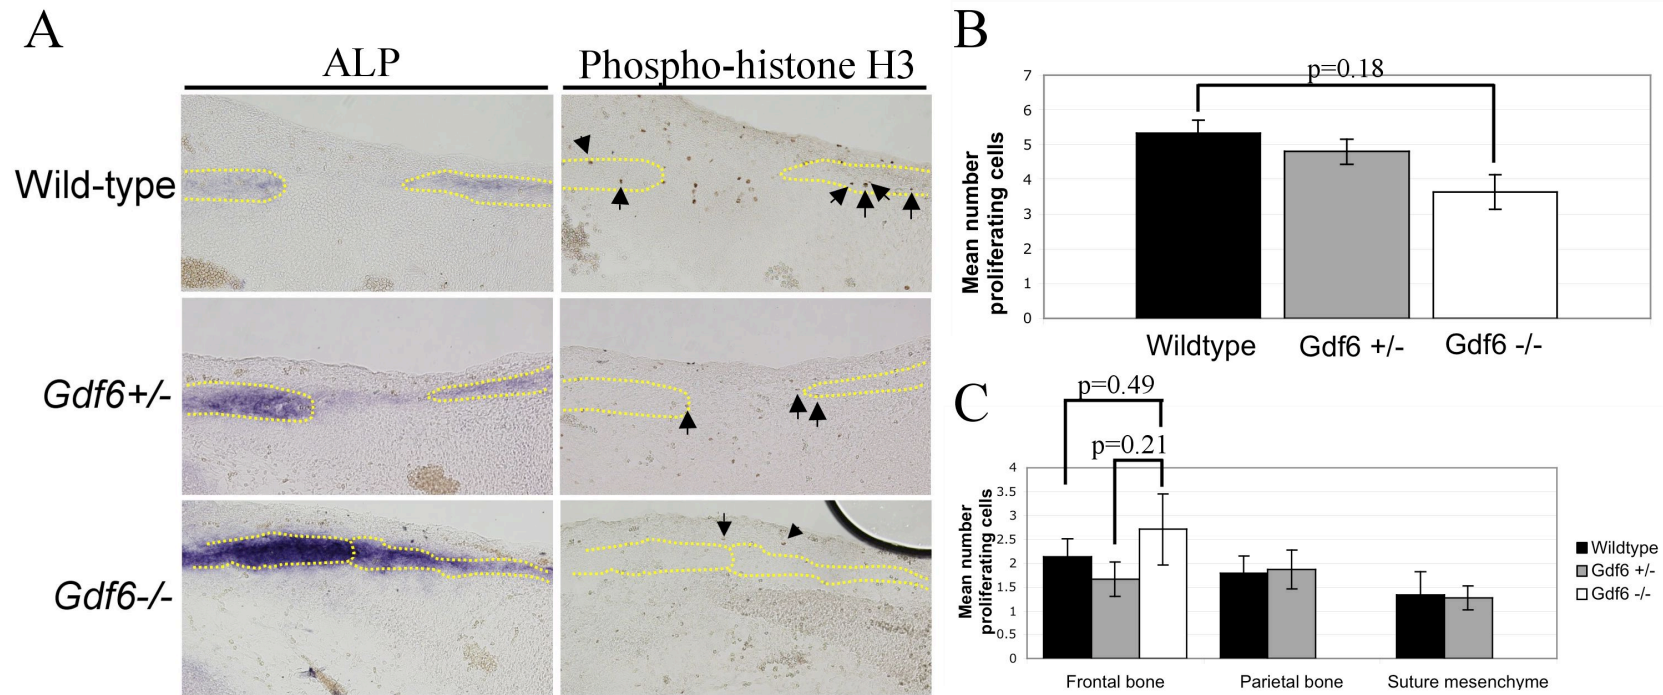 A
ALP
Phospho-histone H3
Wild-type
Gdf6+/-
Gdf6-/-
B
p=0.18
Mean number
proliferating cells
7
6
5
4
3
2
1
0
Wildtype
Gdf6 +/-
Gdf6 -/-
C
p=0.49
p=0.21
Mean number
proliferating cells
4
3.5
3
2.5
2
1.5
1
0.5
0
Frontal bone
Parietal bone
Suture mesenchyme
Wildtype
Gdf6 +/-
Gdf6 -/-